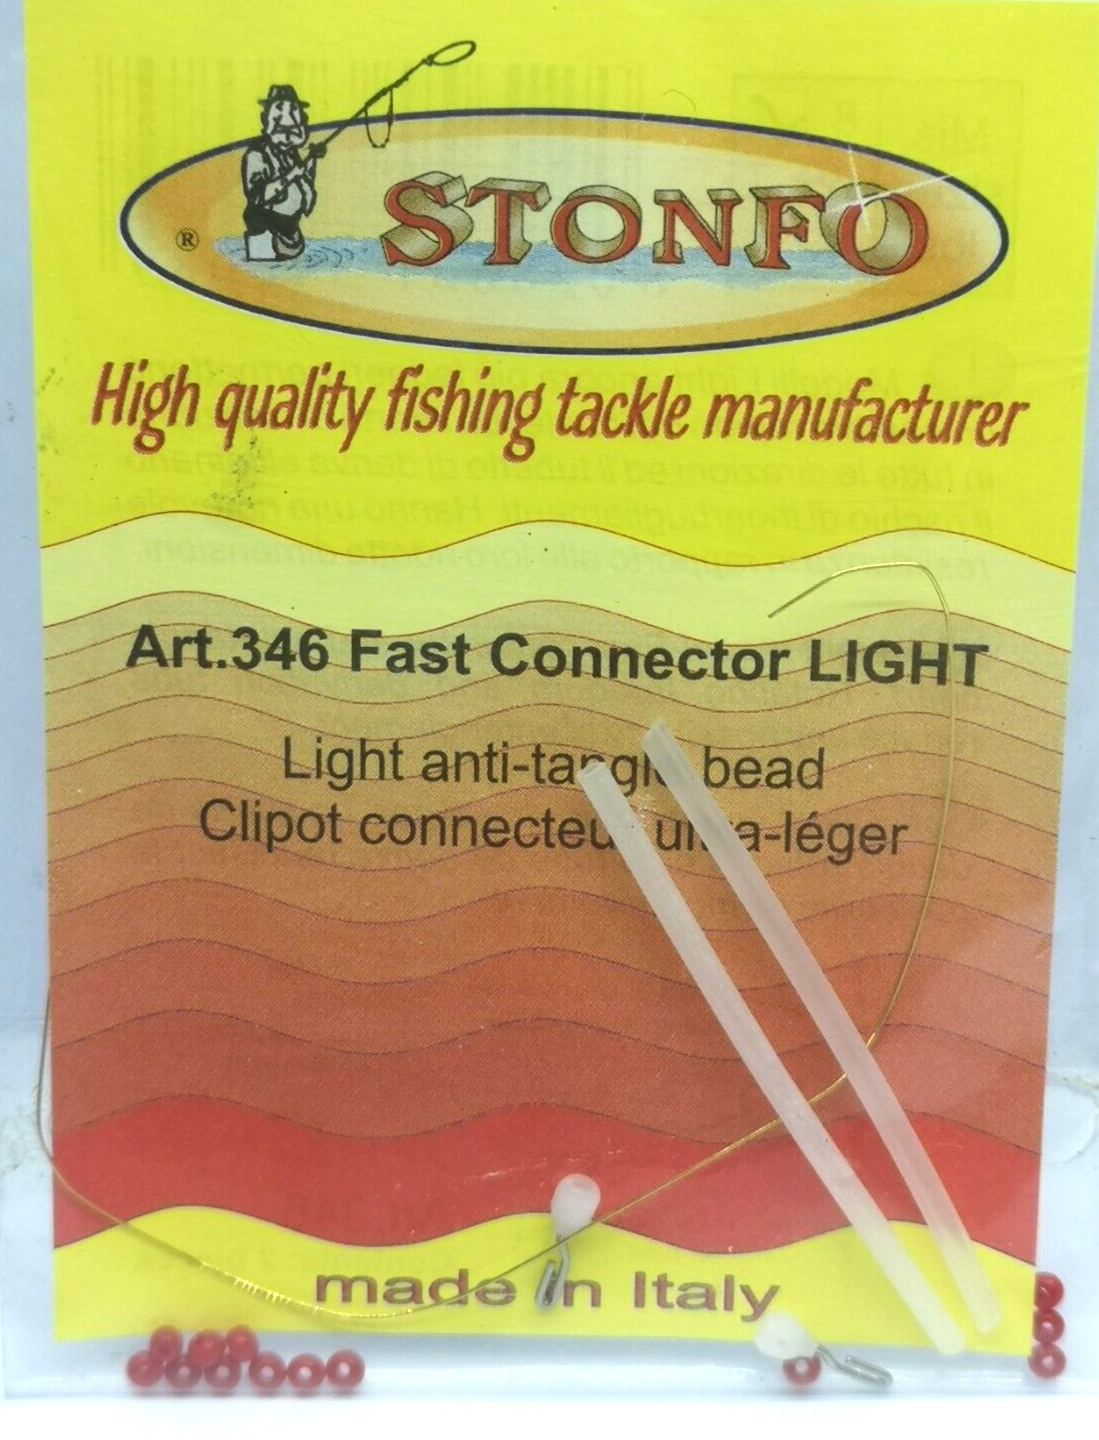 ®
STONFO
High quality fishing tackle manufacturer
Art.346 Fast Connector LIGHT
Light anti-tangle bead
Clipot connecteur ultra-léger
made in Italy